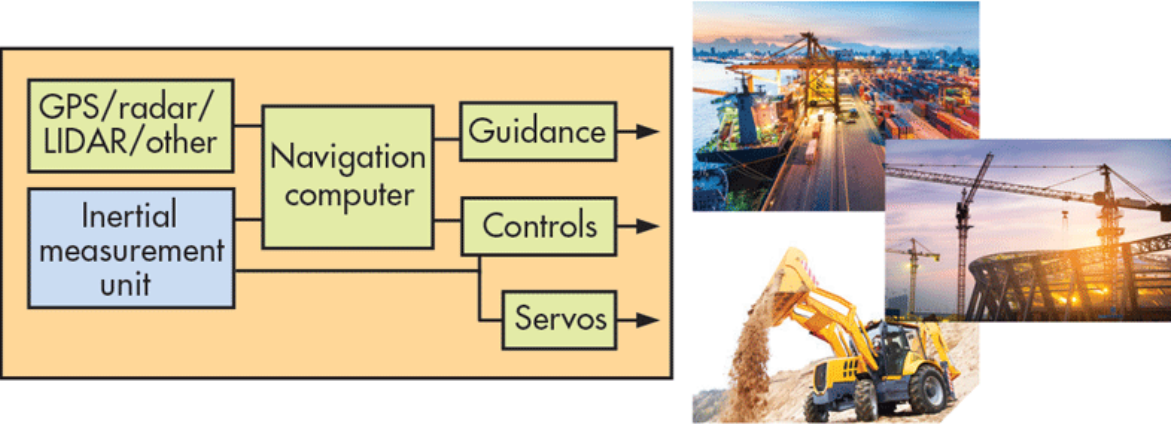 GPS/radar/
LIDAR/other
Navigation
computer
Guidance
Inertial
measurement
unit
Controls
Servos